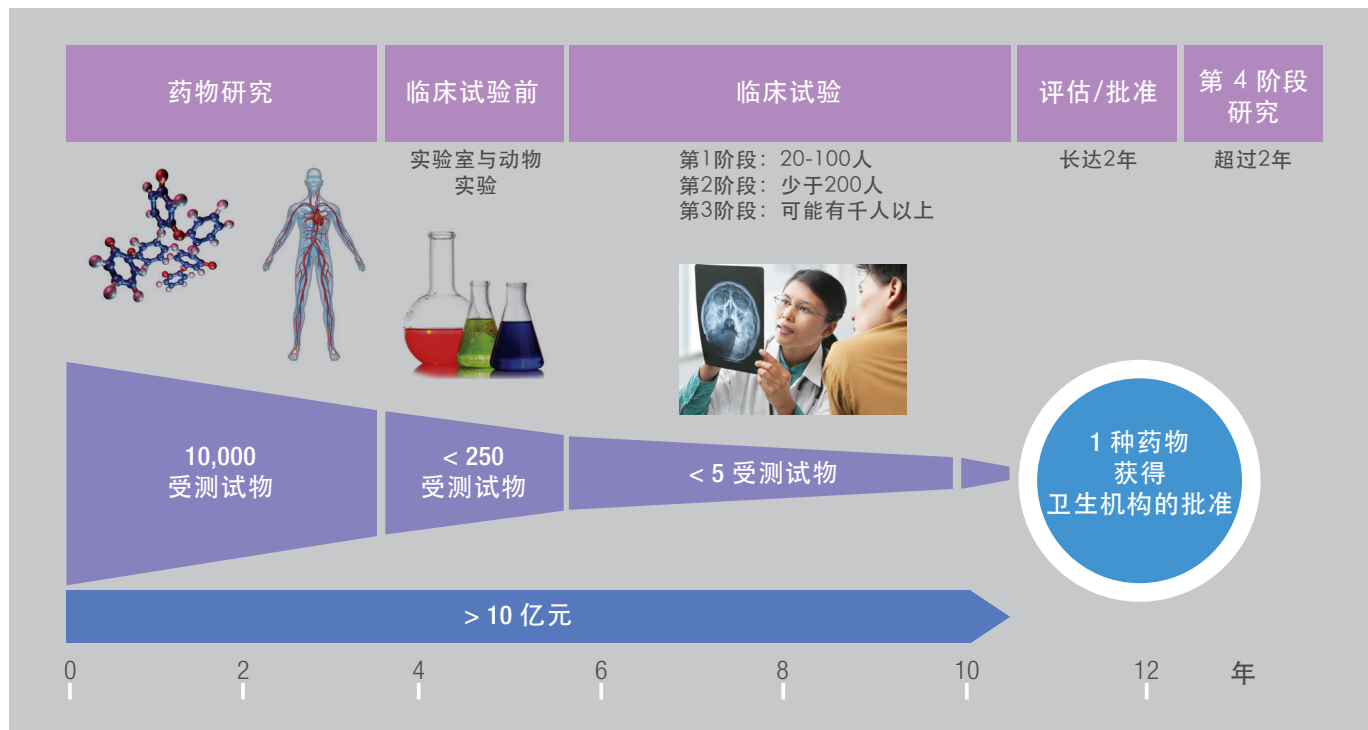 药物研究
临床试验前
临床试验
评估/批准
第 4 阶段
研究
实验室与动物
实验
第1阶段：20-100人
第2阶段：少于200人
第3阶段：可能有千人以上
长达2年
超过2年
10,000
受测试物
< 250
受测试物
< 5 受测试物
1 种药物
获得
卫生机构的批准
> 10 亿元
0 2 4 6 8 10 12 年